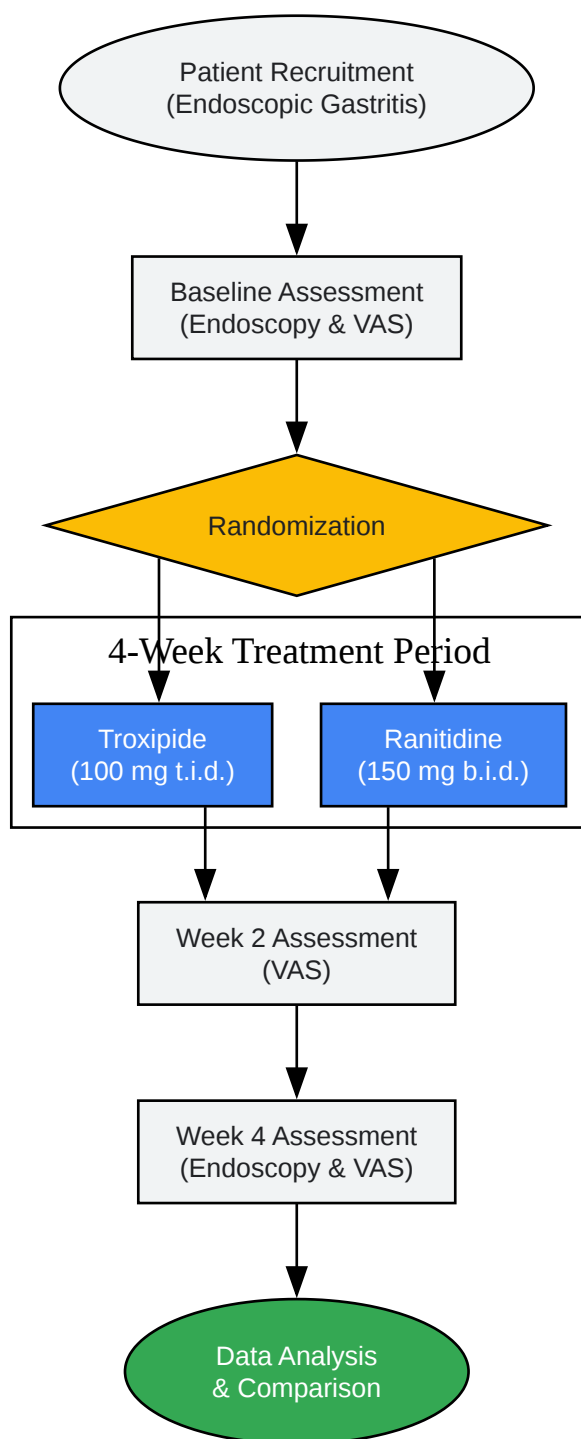 Patient Recruitment
(Endoscopic Gastritis)
Baseline Assessment
(Endoscopy & VAS)
Randomization
4-Week Treatment Period
Troxipide
(100 mg t.i.d.)
Ranitidine
(150 mg b.i.d.)
Week 2 Assessment
(VAS)
Week 4 Assessment
(Endoscopy & VAS)
Data Analysis
& Comparison